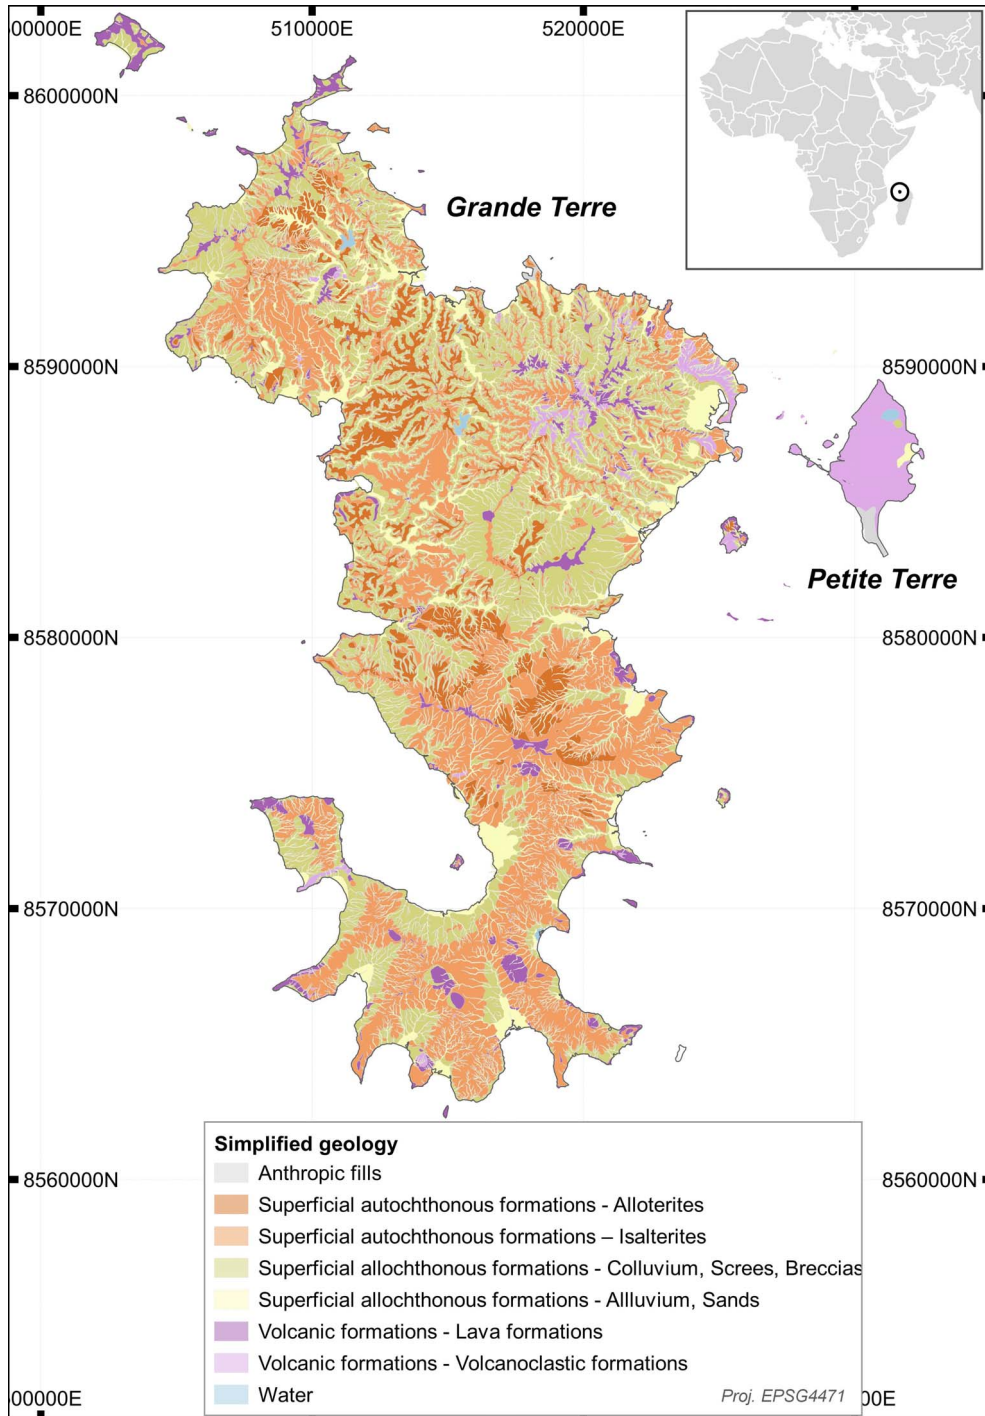 500000E 510000E 520000E
8600000N
Grande Terre
8590000N 8590000N
Petite Terre
8580000N 8580000N
8570000N 8570000N
Simplified geology
Anthropic fills
8560000N 8560000N
Superficial autochthonous formations - Alloterites
Superficial autochthonous formations – Isalterites
Superficial allochthonous formations - Colluvium, Screes, Breccias
Superficial allochthonous formations - Allluvium, Sands
Volcanic formations - Lava formations
Volcanic formations - Volcanoclastic formations
Water
Proj. EPSG4471
00000E 00E